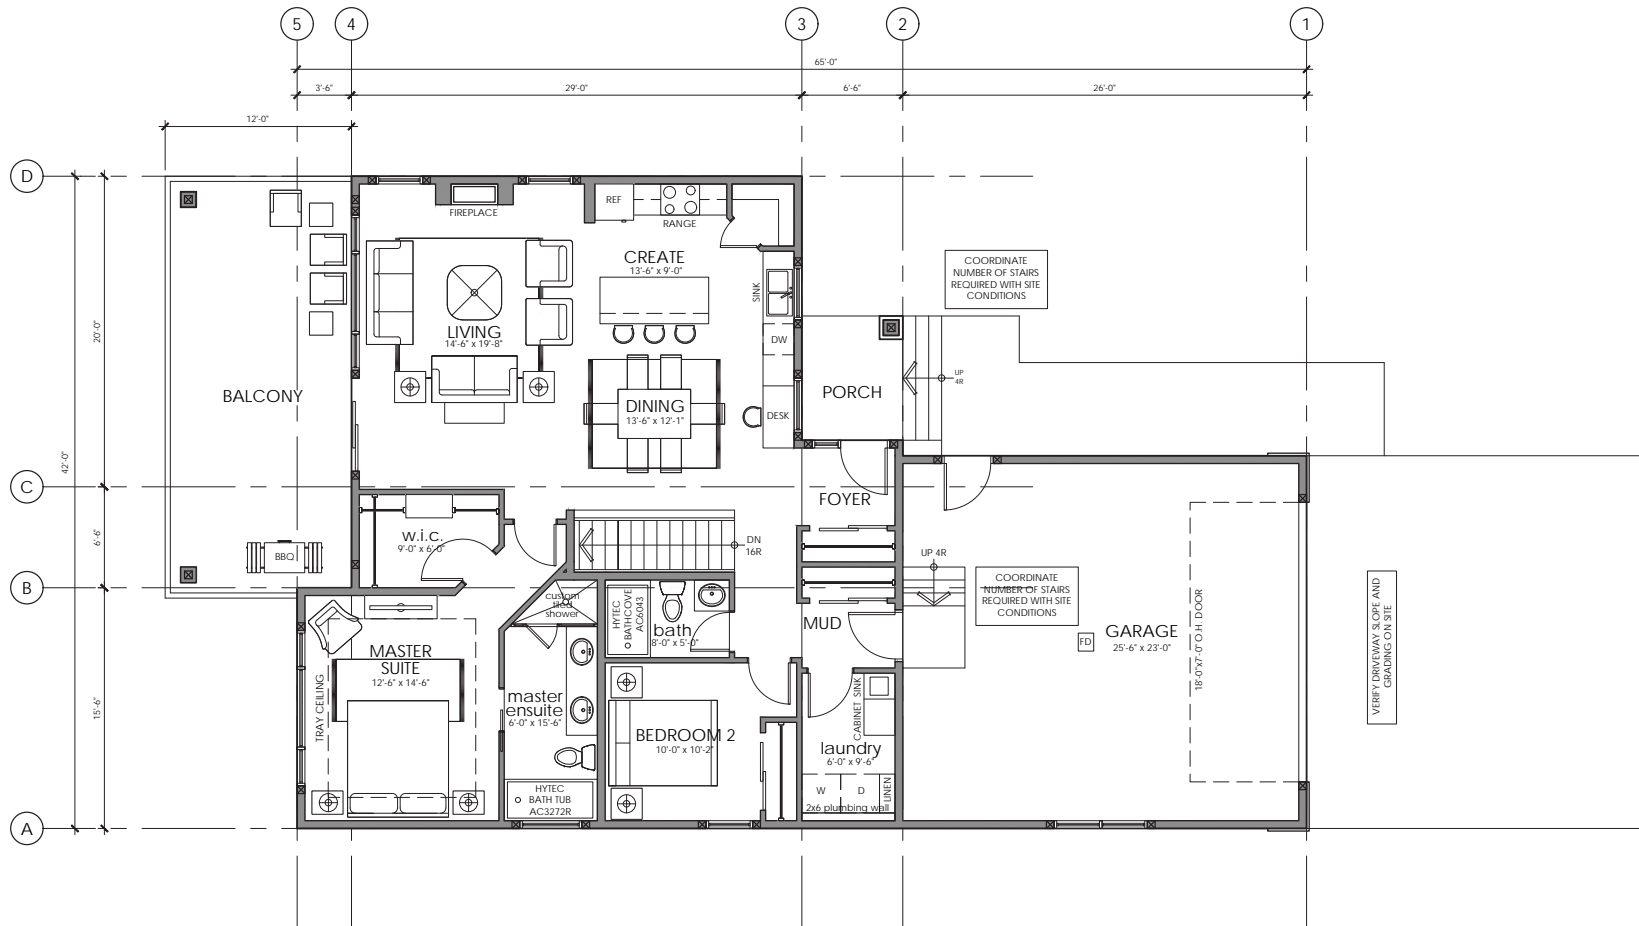 5
4
3
2
1
65'-0"
3'-6"
29'-0"
6'-6"
26'-0"
12'-0"
D
C
B
A
20'-0"
42'-0"
6'-6"
15'-6"
FIREPLACE
REF
RANGE
CREATE
13'-6" x 9'-0"
SINK
DW
DESK
LIVING
14'-6" x 19'-8"
DINING
13'-6" x 12'-1"
BALCONY
BBQ
PORCH
UP
4R
COORDINATE
NUMBER OF STAIRS
REQUIRED WITH SITE
CONDITIONS
FOYER
w.i.c.
9'-0" x 6'-0"
DN
16R
UP 4R
COORDINATE
NUMBER OF STAIRS
REQUIRED WITH SITE
CONDITIONS
custom
tiled
shower
HYTEC
BATHCOVE
AC6043
bath
8'-0" x 5'-0"
MUD
FD
GARAGE
25'-6" x 23'-0"
18'-0"x7'-0" O.H. DOOR
VERIFY DRIVEWAY SLOPE AND
GRADING ON SITE
MASTER
SUITE
12'-6" x 14'-6"
TRAY CEILING
master
ensuite
6'-0" x 15'-6"
HYTEC
BATH TUB
AC3272R
BEDROOM 2
10'-0" x 10'-2"
CABINET
SINK
laundry
6'-0" x 9'-6"
W
D
LINEN
2x6 plumbing wall